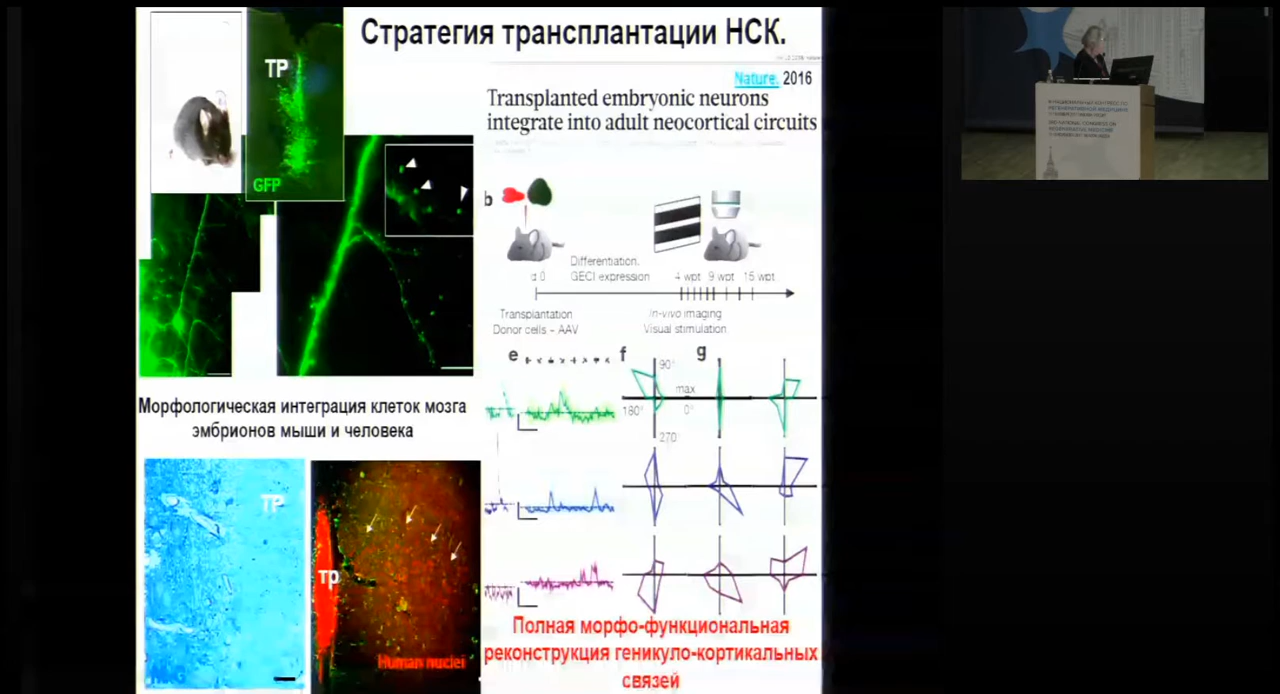 Стратегия трансплантации НСК.
Nature. 2016
Transplanted embryonic neurons
integrate into adult neocortical circuits
TP
GFP
b
Differentiation.
GECI expression
d 0
4 wpt 9 wpt 15 wpt
Transplantation
Donor cells - AAV
In-vivo imaging
Visual stimulation
e
f
g
90°
max
180°
0°
270
Морфологическая интеграция клеток мозга
эмбрионов мыши и человека
TP
тр
Human nuclei
Полная морфо-функциональная
реконструкция геникуло-кортикальных
связей